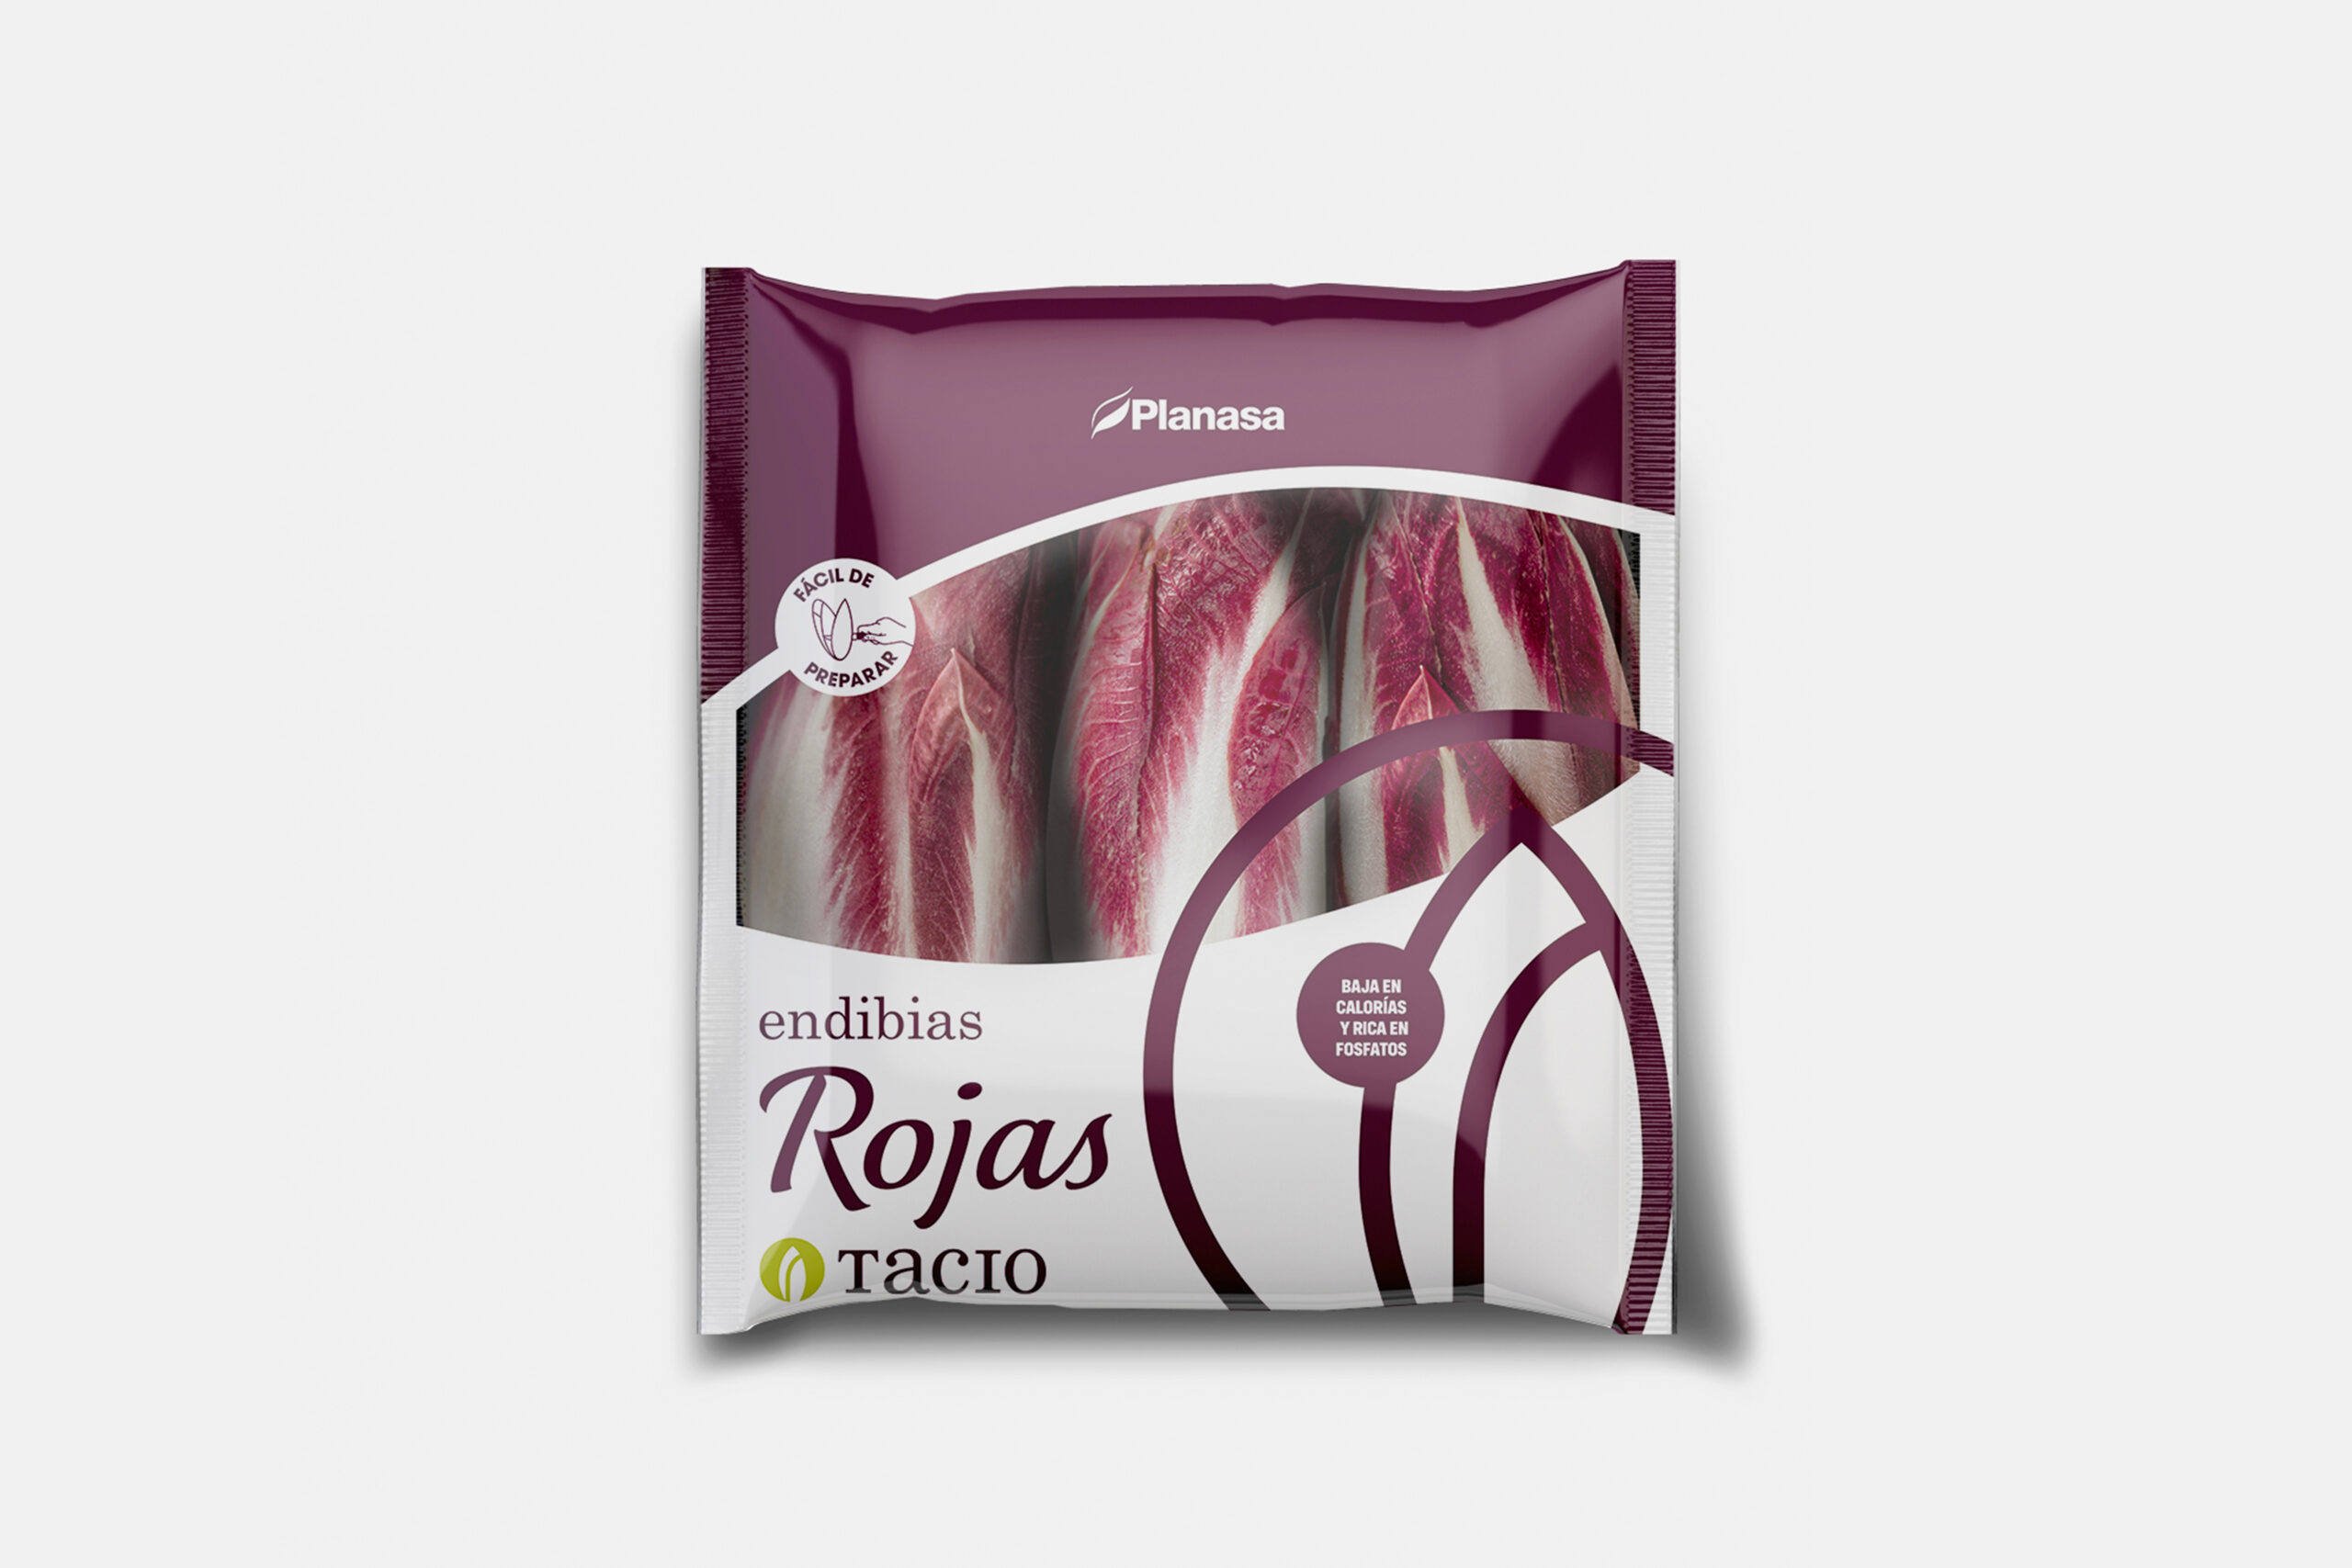 Planasa
FÁCIL DE
PREPARAR
BAJA EN
CALORÍAS
Y RICA EN
FOSFATOS
endibias
Rojas
TACIO